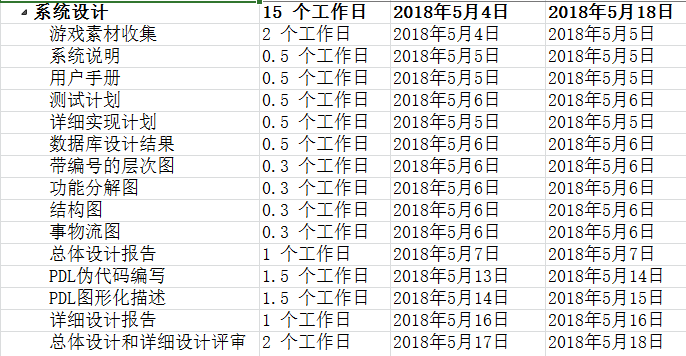 系统设计 15 个工作日 2018年5月4日 2018年5月18日
游戏素材收集 2 个工作日 2018年5月4日 2018年5月5日
系统说明 0.5 个工作日 2018年5月5日 2018年5月5日
用户手册 0.5 个工作日 2018年5月5日 2018年5月5日
测试计划 0.5 个工作日 2018年5月6日 2018年5月6日
详细实现计划 0.5 个工作日 2018年5月5日 2018年5月5日
数据库设计结果 0.5 个工作日 2018年5月6日 2018年5月6日
带编号的层次图 0.3 个工作日 2018年5月6日 2018年5月6日
功能分解图 0.3 个工作日 2018年5月6日 2018年5月6日
结构图 0.3 个工作日 2018年5月6日 2018年5月6日
事物流图 0.3 个工作日 2018年5月6日 2018年5月6日
总体设计报告 1 个工作日 2018年5月7日 2018年5月7日
PDL伪代码编写 1.5 个工作日 2018年5月13日 2018年5月14日
PDL图形化描述 1.5 个工作日 2018年5月14日 2018年5月15日
详细设计报告 1 个工作日 2018年5月16日 2018年5月16日
总体设计和详细设计评审 2 个工作日 2018年5月17日 2018年5月18日